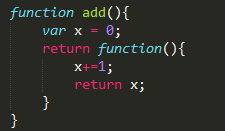 function add(){
    var x = 0;
    return function(){
        x+=1;
        return x;
    }
}